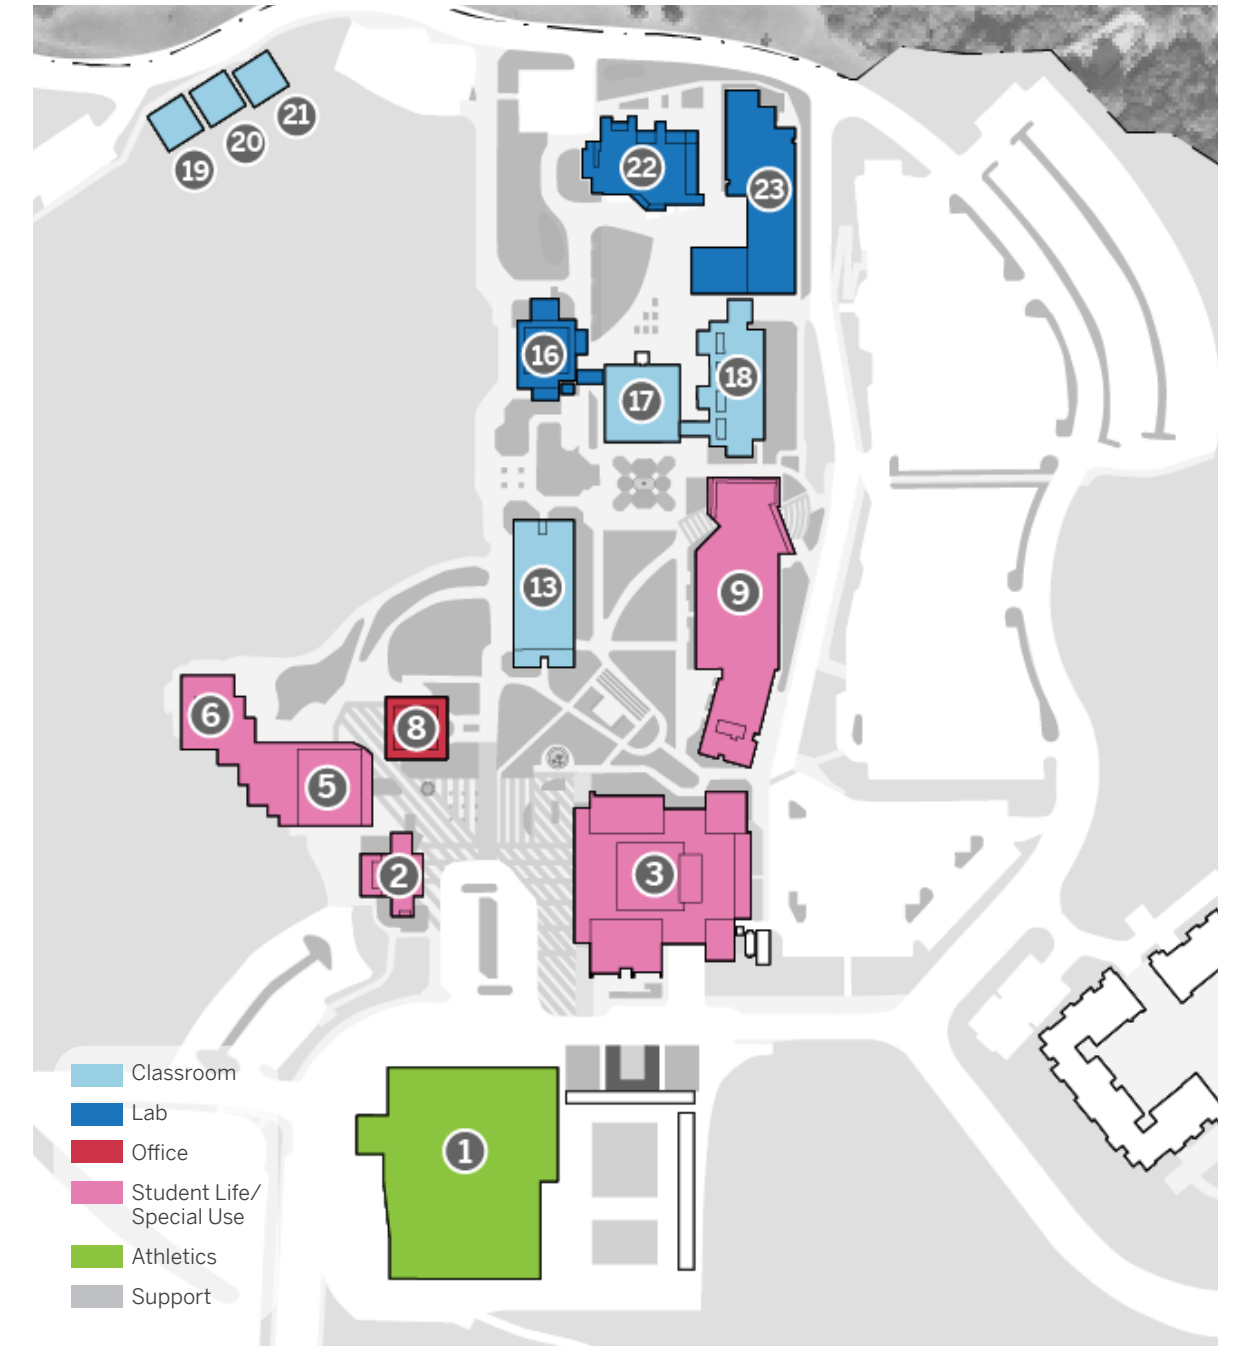 21
20
19
22
23
16
18
17
13
9
6
8
5
2
3
1
Classroom
Lab
Office
Student Life/
Special Use
Athletics
Support